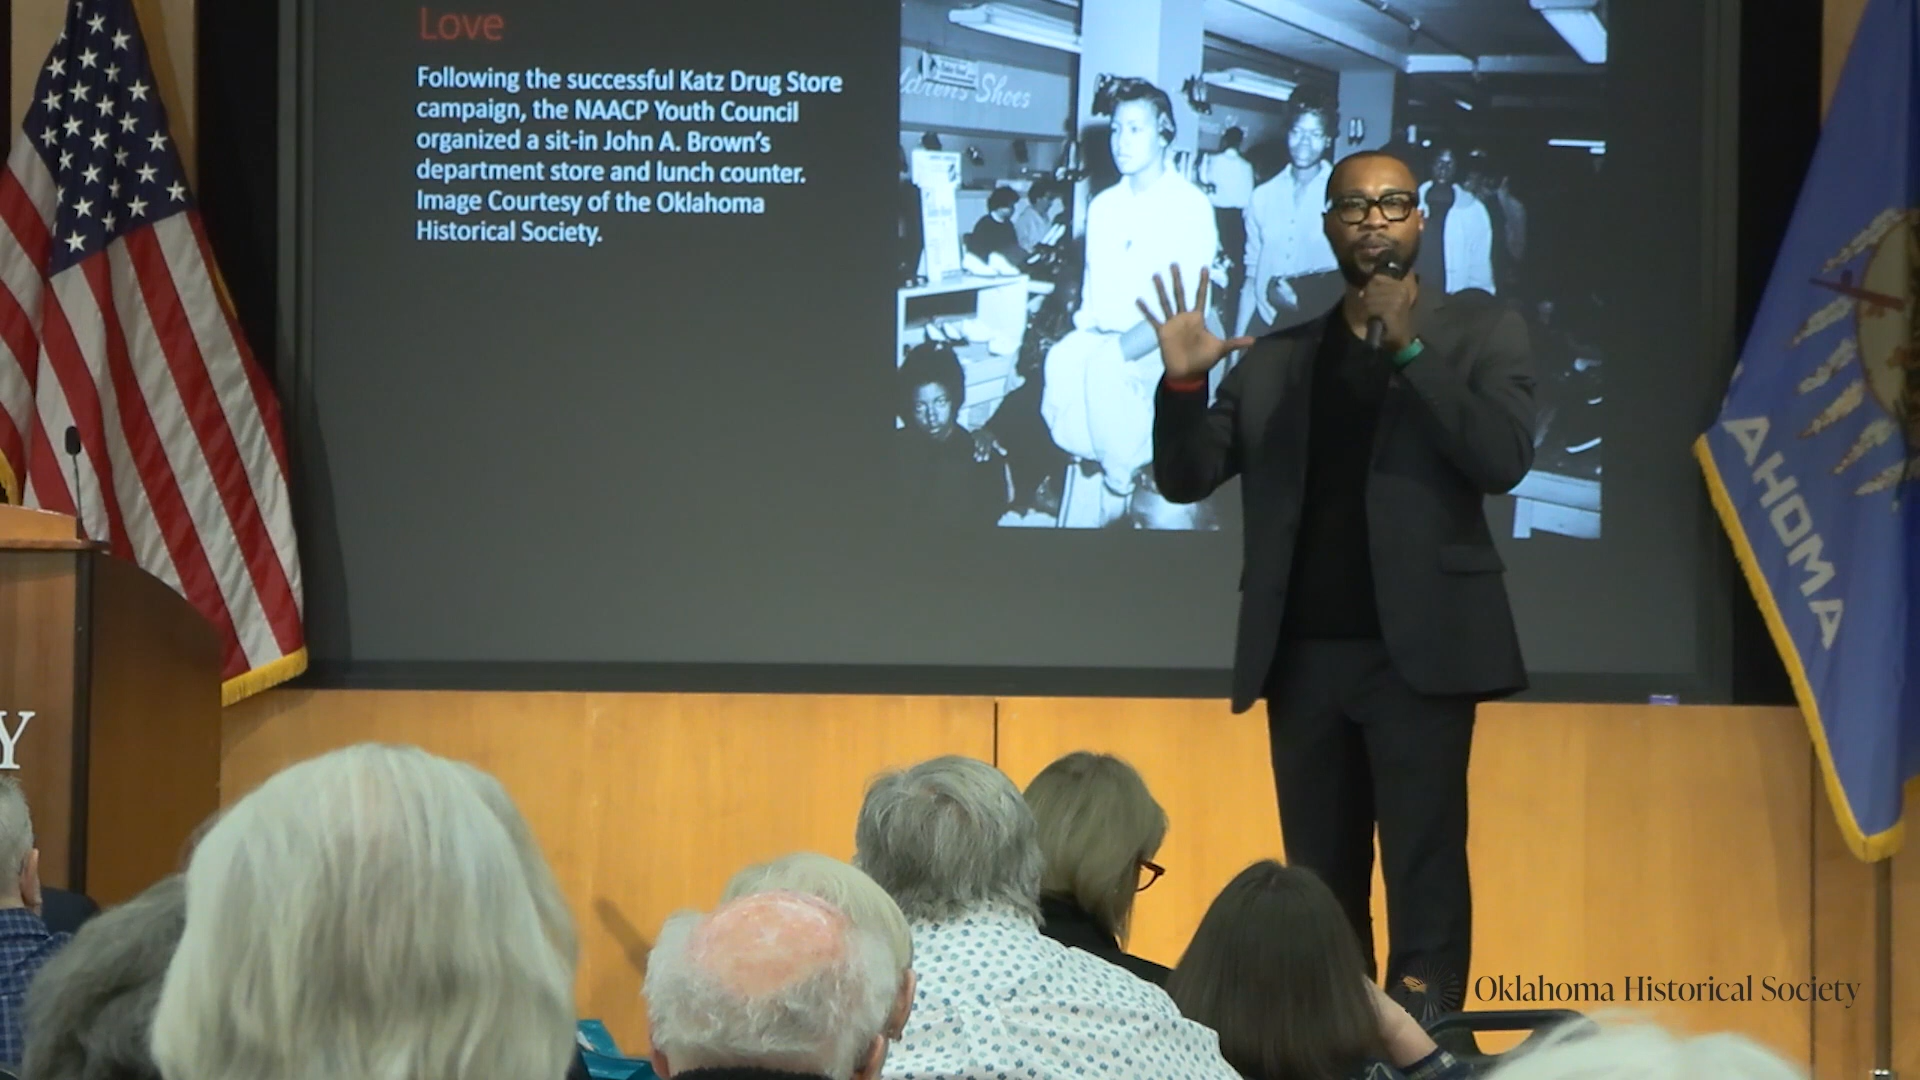 Love
Following the successful Katz Drug Store
campaign, the NAACP Youth Council
organized a sit-in John A. Brown's
department store and lunch counter.
Image Courtesy of the Oklahoma
Historical Society.
ldren's Shoes
AHOMA
Y
Oklahoma Historical Society